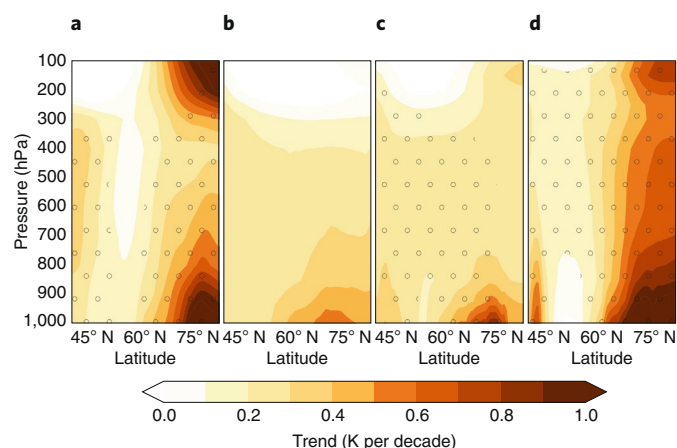 a b c d
100
200
300
400
500
600
700
800
900
1,000
Pressure (hPa)
45° N 60° N 75° N 45° N 60° N 75° N 45° N 60° N 75° N 45° N 60° N 75° N
Latitude Latitude Latitude Latitude
0.0 0.2 0.4 0.6 0.8 1.0
Trend (K per decade)